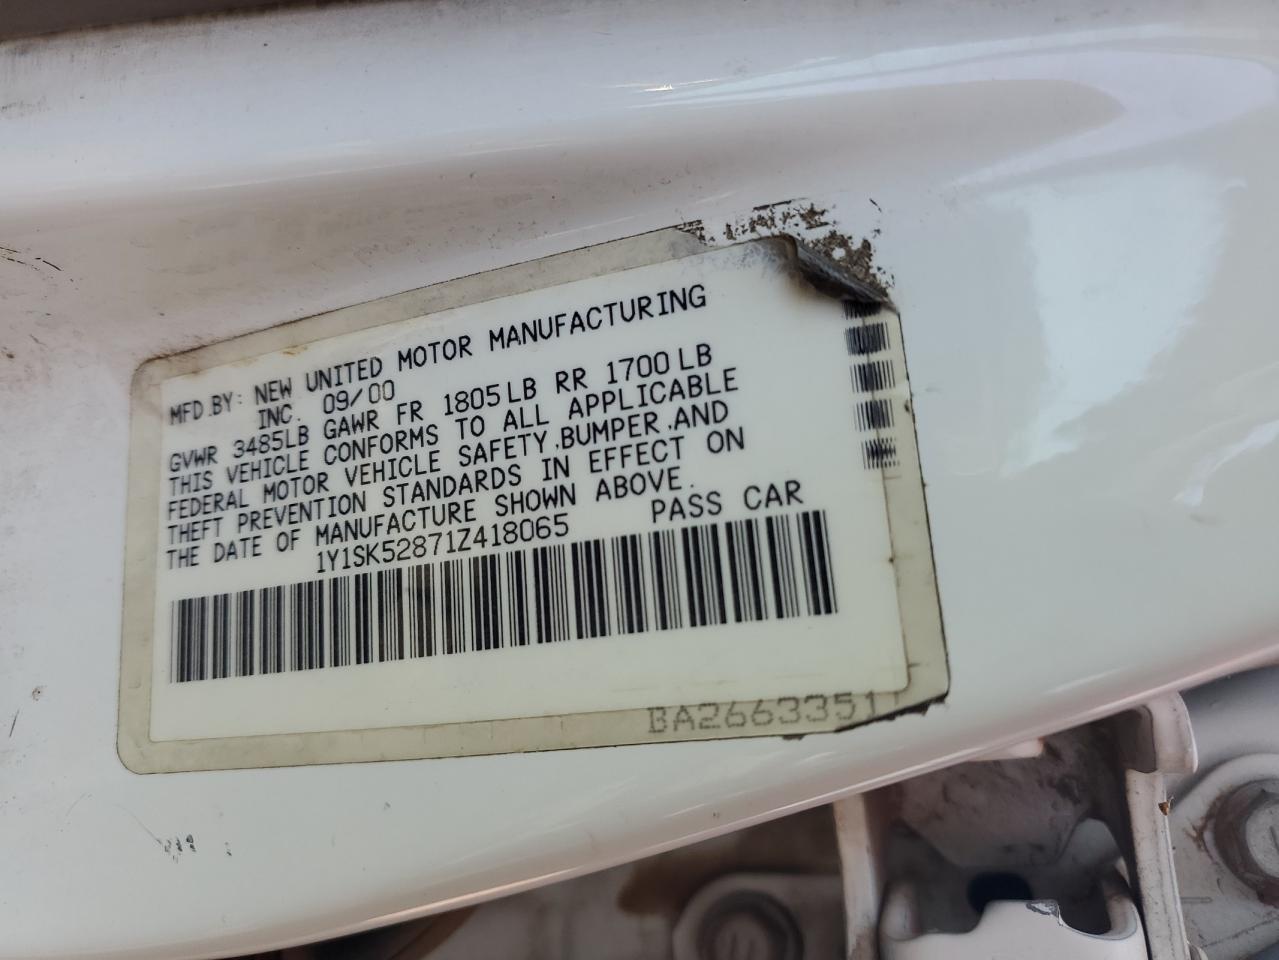 MFD.BY: NEW UNITED MOTOR MANUFACTURING
INC. 09/00
GVWR 3485LB GAWR FR 1805LB RR 1700LB
THIS VEHICLE CONFORMS TO ALL APPLICABLE
FEDERAL MOTOR VEHICLE SAFETY,BUMPER,AND
THEFT PREVENTION STANDARDS IN EFFECT ON
THE DATE OF MANUFACTURE SHOWN ABOVE.
1Y1SK52871Z418065 PASS CAR
BA2663351